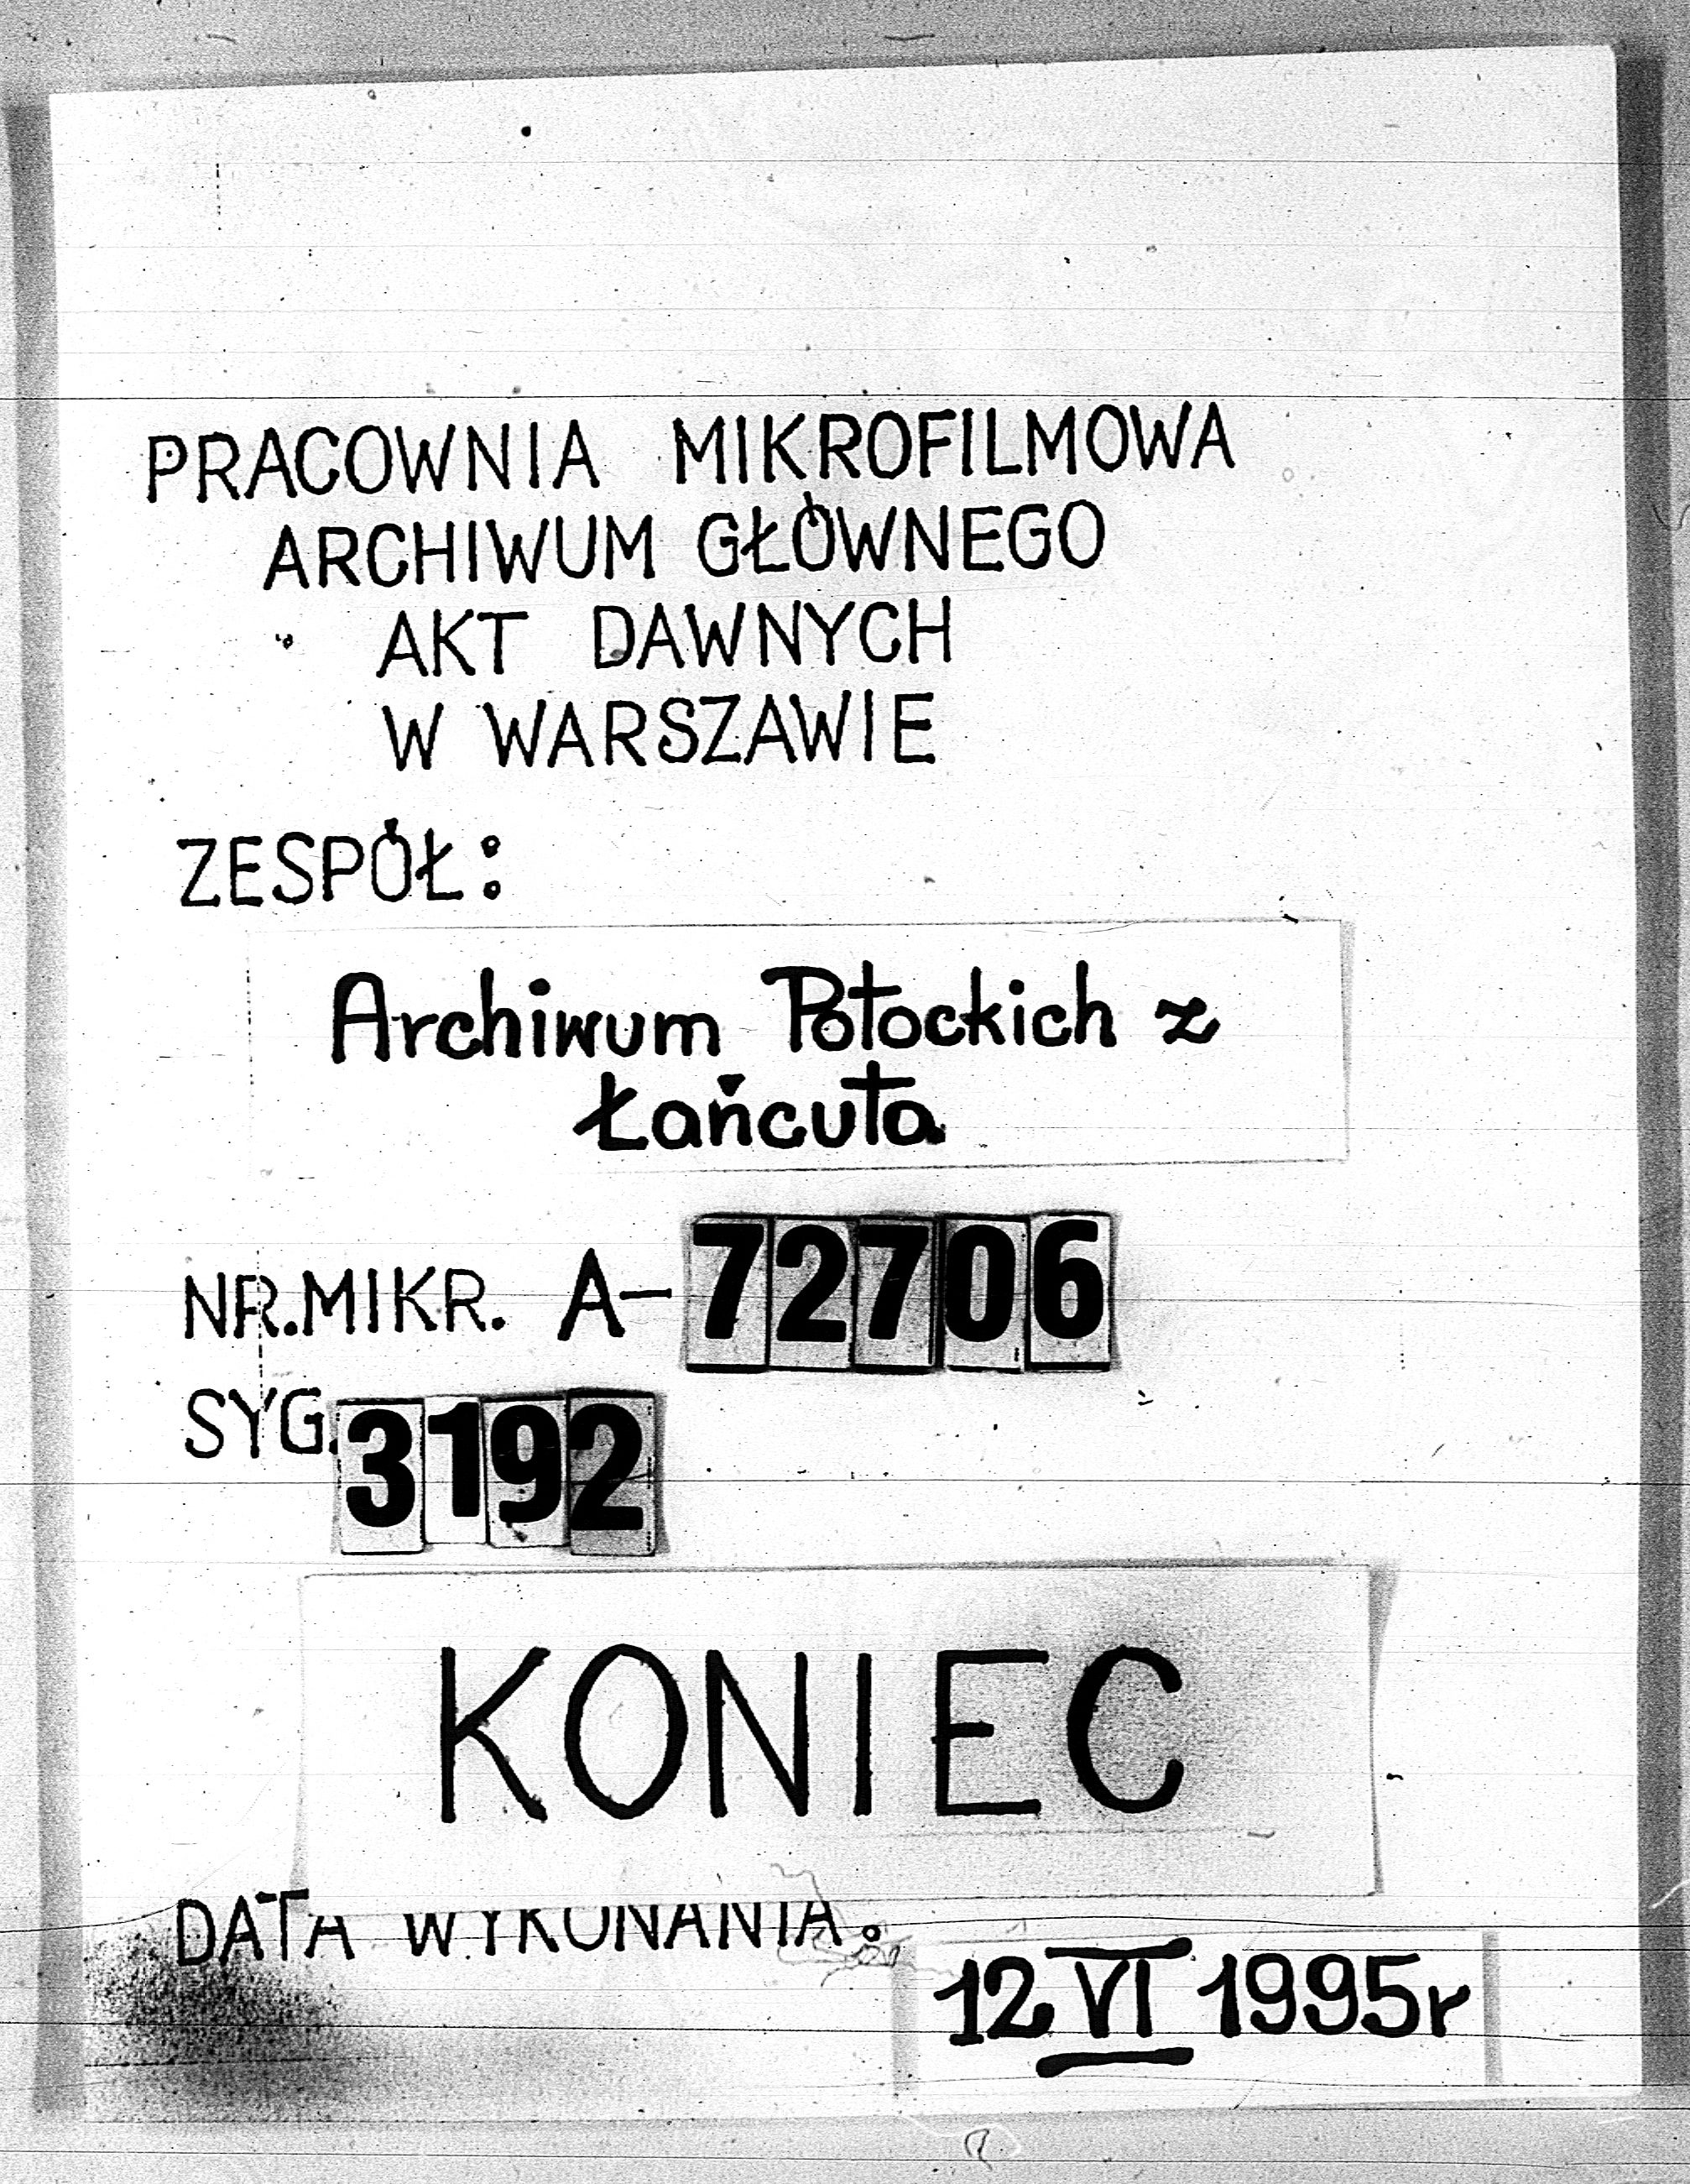 PRACOWNIA MIKROFILMOWA
ARCHIWUM GŁÓWNEGO
AKT DAWNYCH
W WARSZAWIE
ZESPÓŁ:
Archiwum Potockich z
Łańcuta
NR.MIKR. A-72706
SYG. 3192
KONIEC
DATA WYKONANIA:
12 VI 1995r